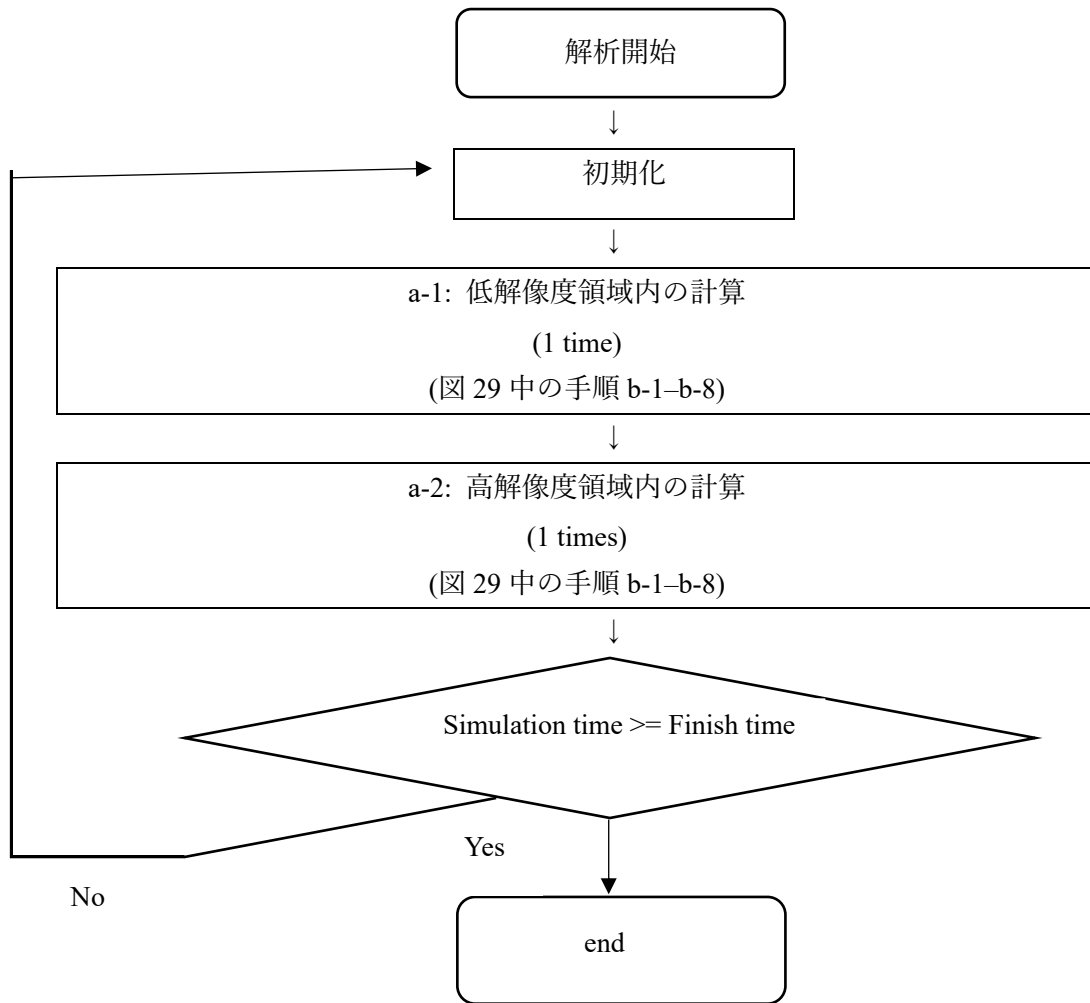 解析開始
↓
初期化
↓
a-1: 低解像度領域内の計算
(1 time)
(図 29 中の手順 b-1–b-8)
↓
a-2: 高解像度領域内の計算
(1 times)
(図 29 中の手順 b-1–b-8)
↓
Simulation time >= Finish time
Yes
No
end